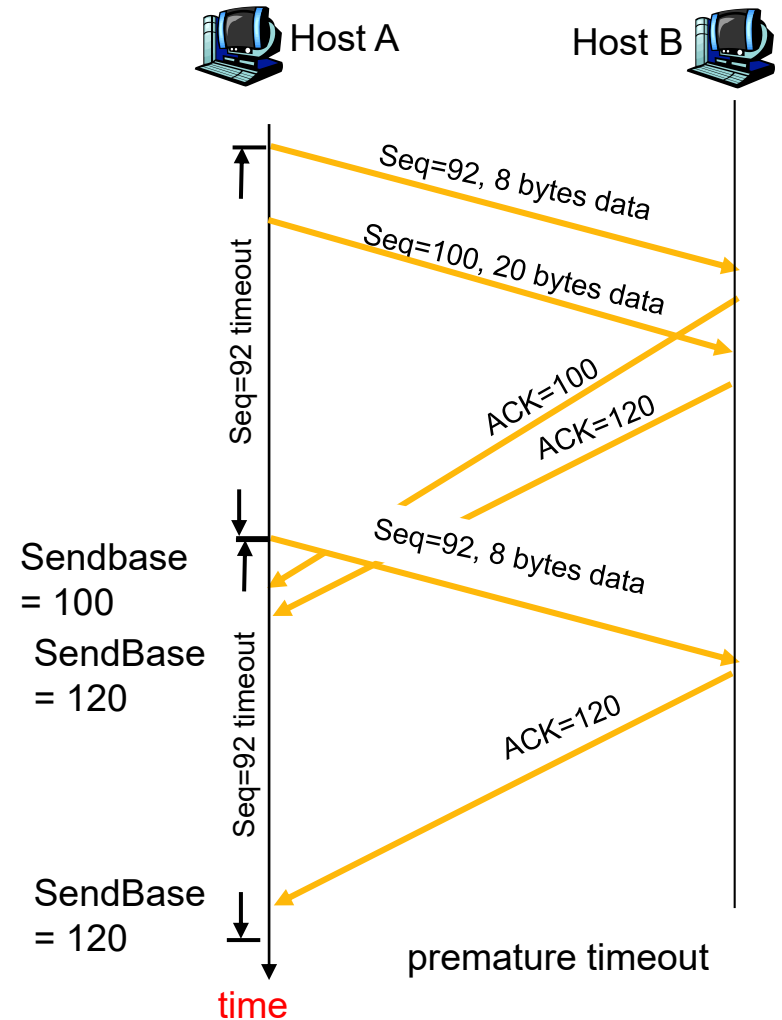 Host A
Host B
Seq=92, 8 bytes data
Seq=100, 20 bytes data
Seq=92 timeout
ACK=100
ACK=120
Seq=92, 8 bytes data
Sendbase
= 100
SendBase
= 120
Seq=92 timeout
ACK=120
SendBase
= 120
premature timeout
time